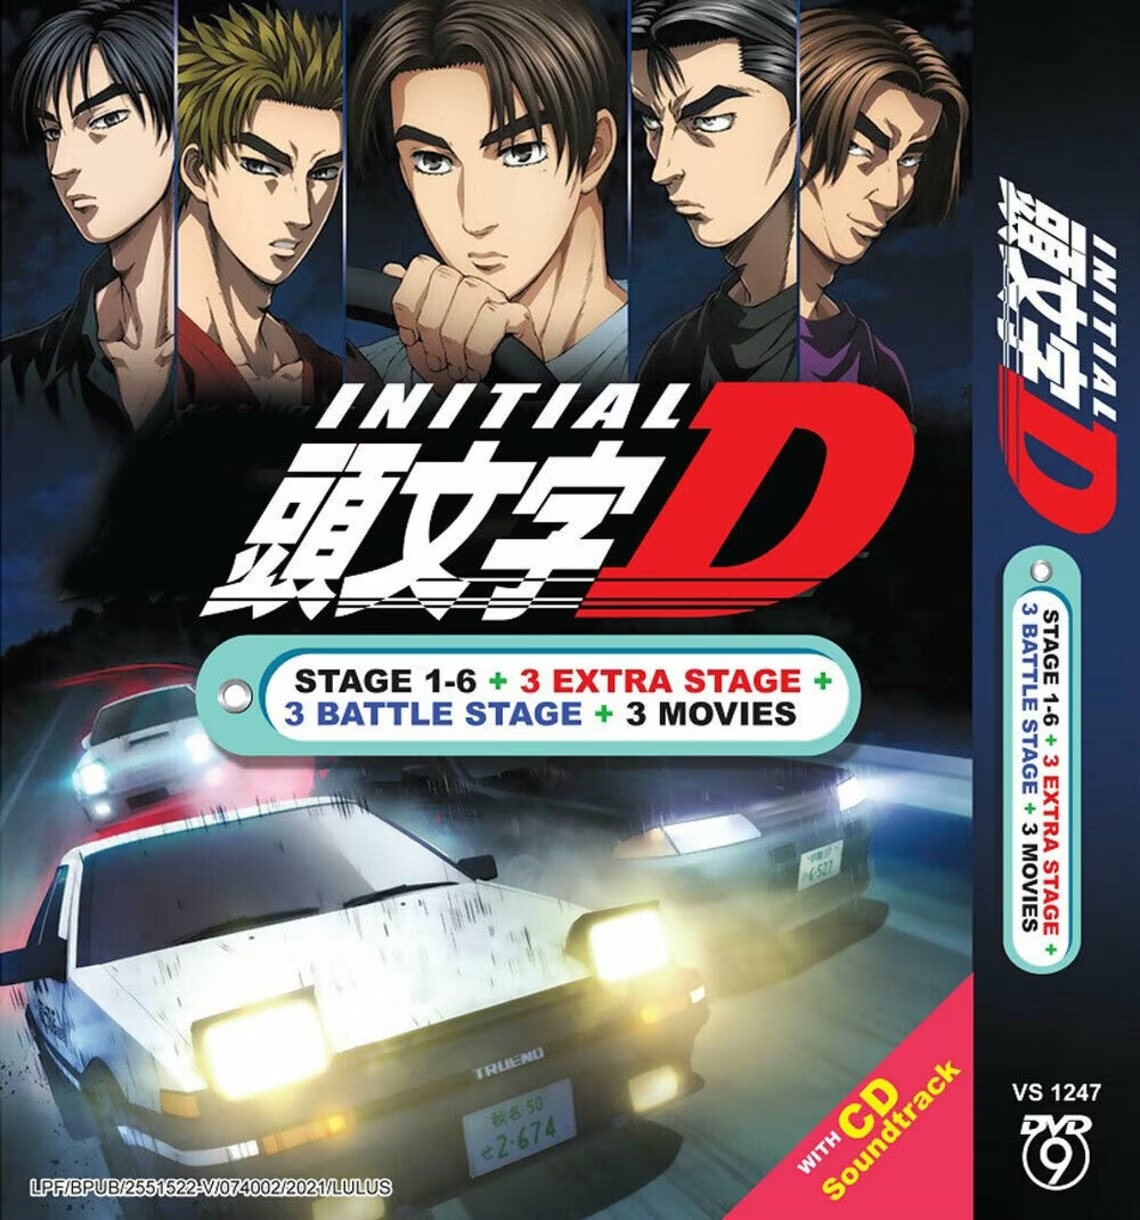 INITIAL
頭文字D
STAGE 1-6 + 3 EXTRA STAGE +
3 BATTLE STAGE + 3 MOVIES
TRUENO
秋名 50
せ2-674
6-527
WITH CD
Soundtrack
LPF/BPUB/2551522-V/074002/2021/LULUS
INITIAL
頭文字D
STAGE 1-6 + 3 EXTRA STAGE +
3 BATTLE STAGE + 3 MOVIES
VS 1247
DVD
9